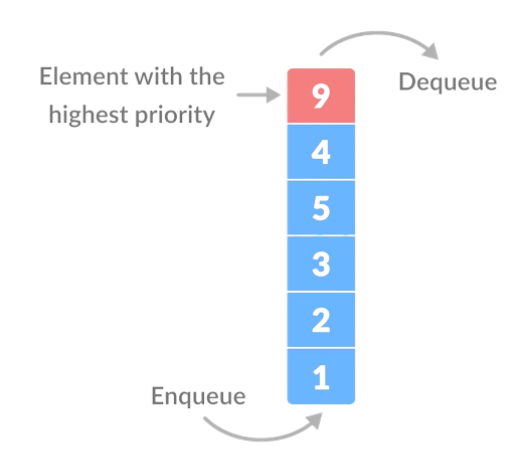 Element with the
highest priority
9
Dequeue
4
5
3
2
1
Enqueue